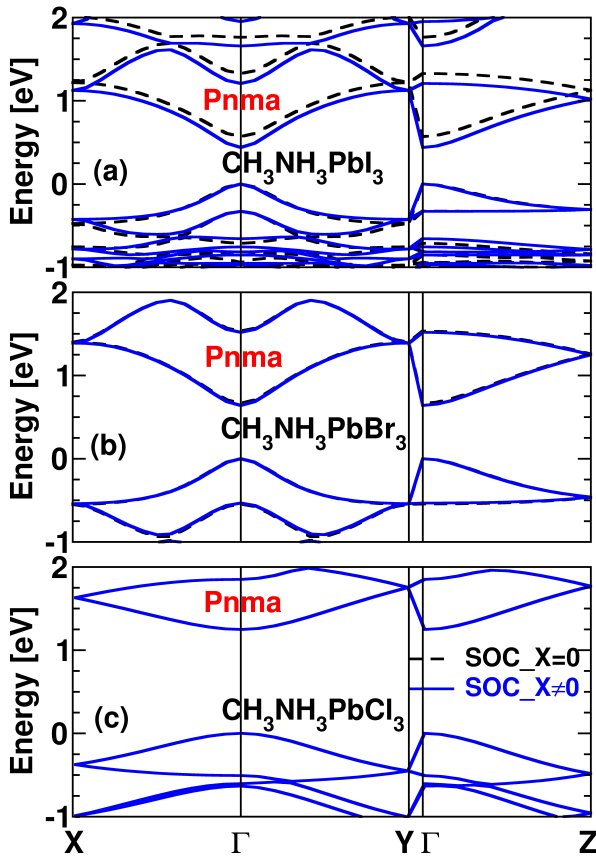 2
Pnma
1
(a)
CH3NH3PbI3
0
-1
Energy [eV]
2
Pnma
1
(b)
CH3NH3PbBr3
0
-1
Energy [eV]
2
Pnma
1
SOC_X=0
SOC_X≠0
(c)
CH3NH3PbCl3
0
-1
Energy [eV]
X Γ Y Γ Z